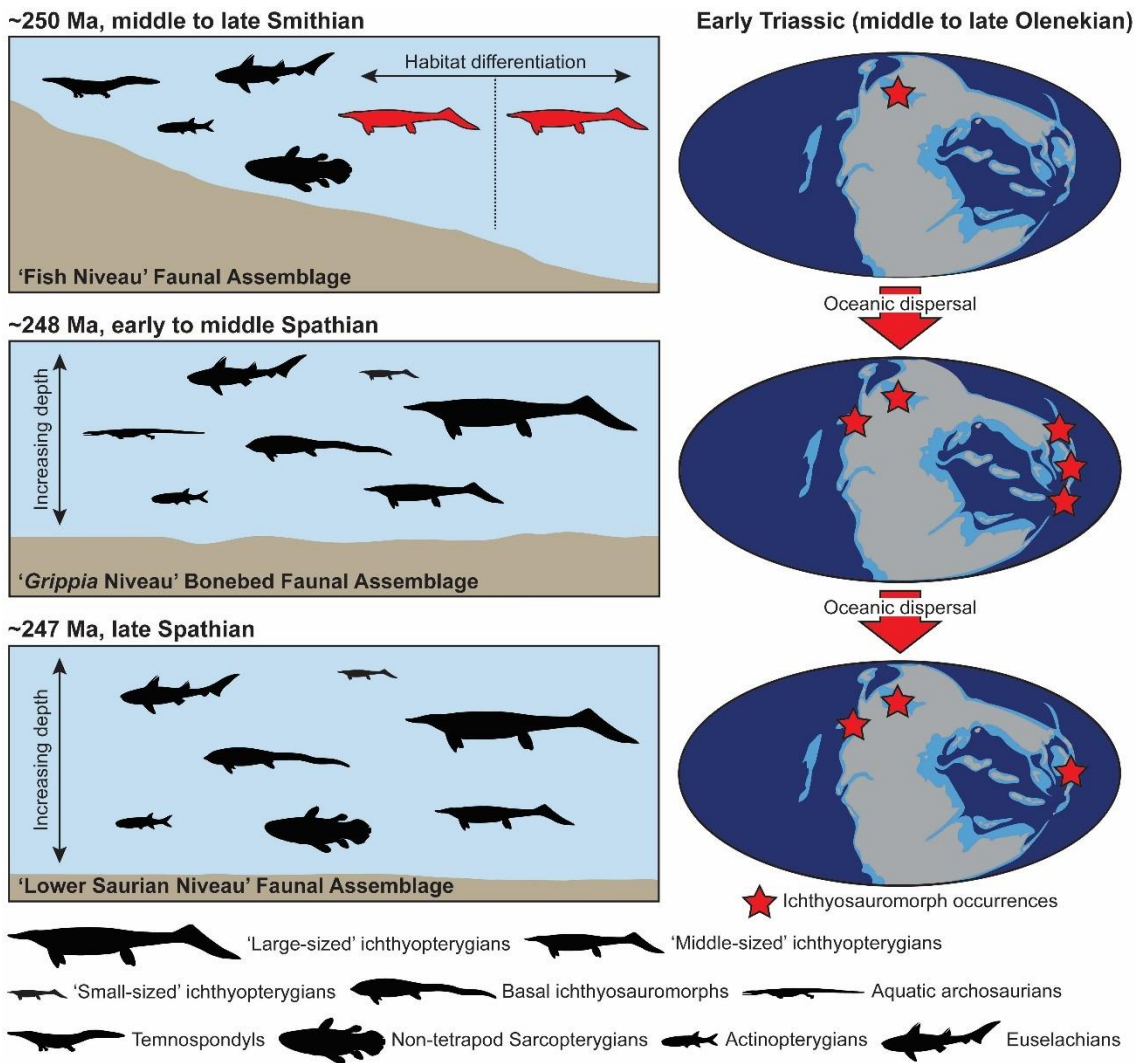 ~250 Ma, middle to late Smithian
Early Triassic (middle to late Olenekian)
Habitat differentiation
‘Fish Niveau’ Faunal Assemblage
Oceanic dispersal
~248 Ma, early to middle Spathian
Increasing depth
‘Grippia Niveau’ Bonebed Faunal Assemblage
Oceanic dispersal
~247 Ma, late Spathian
Increasing depth
‘Lower Saurian Niveau’ Faunal Assemblage
Ichthyosauromorph occurrences
‘Large-sized’ ichthyopterygians
‘Middle-sized’ ichthyopterygians
‘Small-sized’ ichthyopterygians
Basal ichthyosauromorphs
Aquatic archosaurians
Temnospondyls
Non-tetrapod Sarcopterygians
Actinopterygians
Euselachians